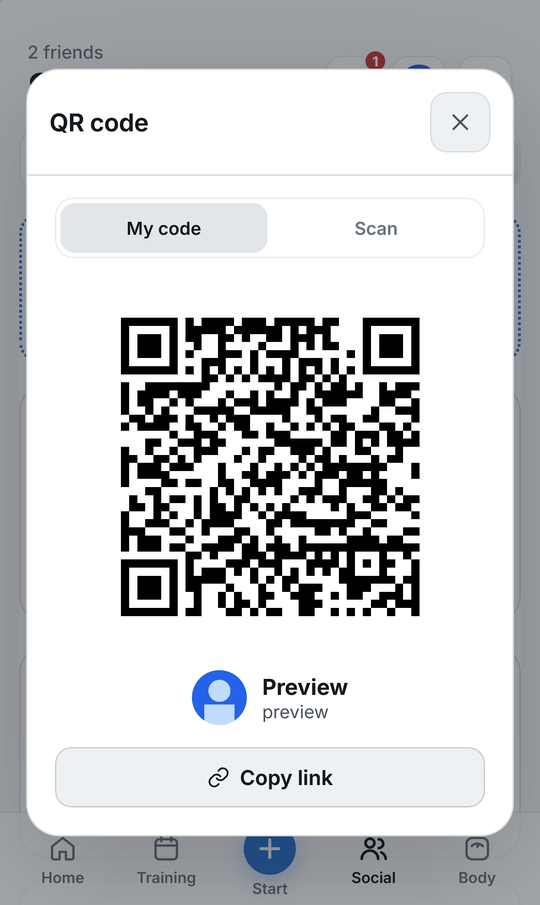 2 friends
1
QR code
My code
Scan
Preview
preview
Copy link
Home
Training
Start
Social
Body